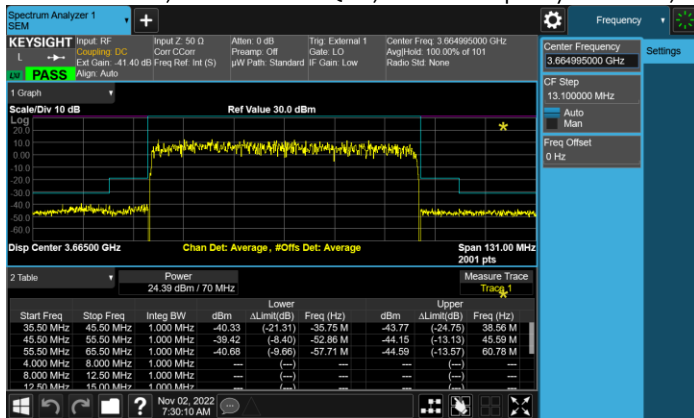 Spectrum Analyzer 1
SEM
Frequency
KEYSIGHT
Input: RF
Coupling: DC
Ext Gain: -41.40 dB
Align: Auto
Input Z: 50 Ω
Corr CCorr
Freq Ref: Int (S)
Atten: 0 dB
Preamp: Off
µW Path: Standard
Trig: External 1
Gate: LO
IF Gain: Low
Center Freq: 3.664995000 GHz
Avg|Hold: 100.00% of 101
Radio Std: None
L
LXI
PASS
Center Frequency
3.664995000 GHz
Settings
CF Step
13.100000 MHz
Auto
Man
Freq Offset
0 Hz
1 Graph
Scale/Div 10 dB
Ref Value 30.0 dBm
Log
20.0
10.0
0.00
-10.0
-20.0
-30.0
-40.0
-50.0
-60.0
Disp Center 3.66500 GHz
Chan Det: Average, #Offs Det: Average
Span 131.00 MHz
2001 pts
2 Table
Power
24.39 dBm / 70 MHz
Measure Trace
Trace 1
Lower
Upper
Start Freq Stop Freq Integ BW dBm ΔLimit(dB) Freq (Hz) dBm ΔLimit(dB) Freq (Hz)
35.50 MHz 45.50 MHz 1.000 MHz -40.33 (-21.31) -35.75 M -43.77 (-24.75) 38.56 M
45.50 MHz 55.50 MHz 1.000 MHz -39.42 (-8.40) -52.86 M -44.15 (-13.13) 45.59 M
55.50 MHz 65.50 MHz 1.000 MHz -40.68 (-9.66) -57.71 M -44.59 (-13.57) 60.78 M
4.000 MHz 8.000 MHz 1.000 MHz --- (---) --- --- (---) ---
8.000 MHz 12.50 MHz 1.000 MHz --- (---) --- --- (---) ---
12.50 MHz 15.00 MHz 1.000 MHz --- (---) --- --- (---) ---
?
Nov 02, 2022
7:30:10 AM